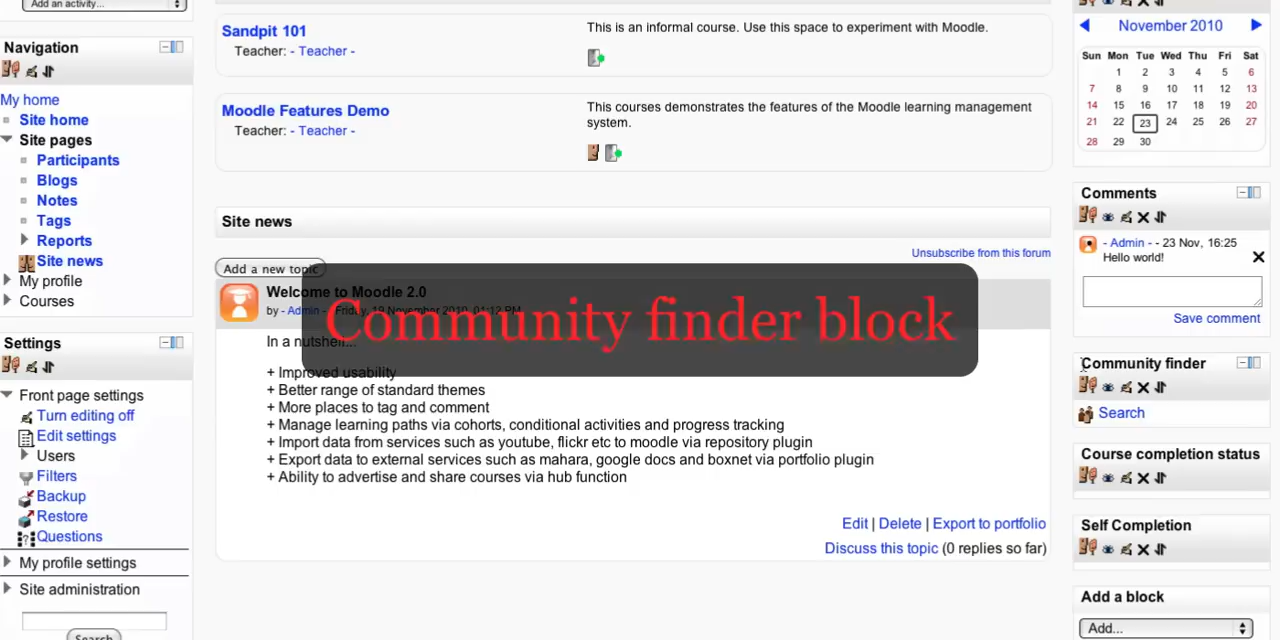 Add an activity...
Navigation
My home
Site home
Site pages
Participants
Blogs
Notes
Tags
Reports
Site news
My profile
Courses
Settings
Front page settings
Turn editing off
Edit settings
Users
Filters
Backup
Restore
Questions
My profile settings
Site administration
Search
Sandpit 101
Teacher: - Teacher -
This is an informal course. Use this space to experiment with Moodle.
Moodle Features Demo
Teacher: - Teacher -
This courses demonstrates the features of the Moodle learning management
system.
Site news
Unsubscribe from this forum
Add a new topic
Welcome to Moodle 2.0
by - Admin - Friday, 19 November 2010, 01:12 PM
Community finder block
In a nutshell...
+ Improved usability
+ Better range of standard themes
+ More places to tag and comment
+ Manage learning paths via cohorts, conditional activities and progress tracking
+ Import data from services such as youtube, flickr etc to moodle via repository plugin
+ Export data to external services such as mahara, google docs and boxnet via portfolio plugin
+ Ability to advertise and share courses via hub function
Edit | Delete | Export to portfolio
Discuss this topic (0 replies so far)
November 2010
Sun Mon Tue Wed Thu Fri Sat
1 2 3 4 5 6
7 8 9 10 11 12 13
14 15 16 17 18 19 20
21 22 23 24 25 26 27
28 29 30
Comments
- Admin - - 23 Nov, 16:25
Hello world!
Save comment
Community finder
Search
Course completion status
Self Completion
Add a block
Add...